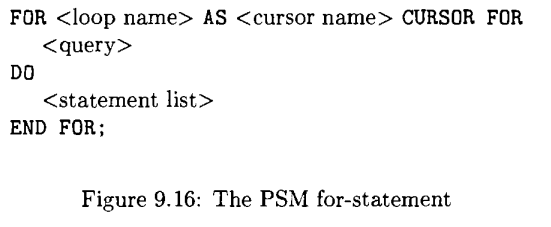 FOR <loop name> AS <cursor name> CURSOR FOR
<query>
DO
<statement list>
END FOR;
Figure 9.16: The PSM for-statement